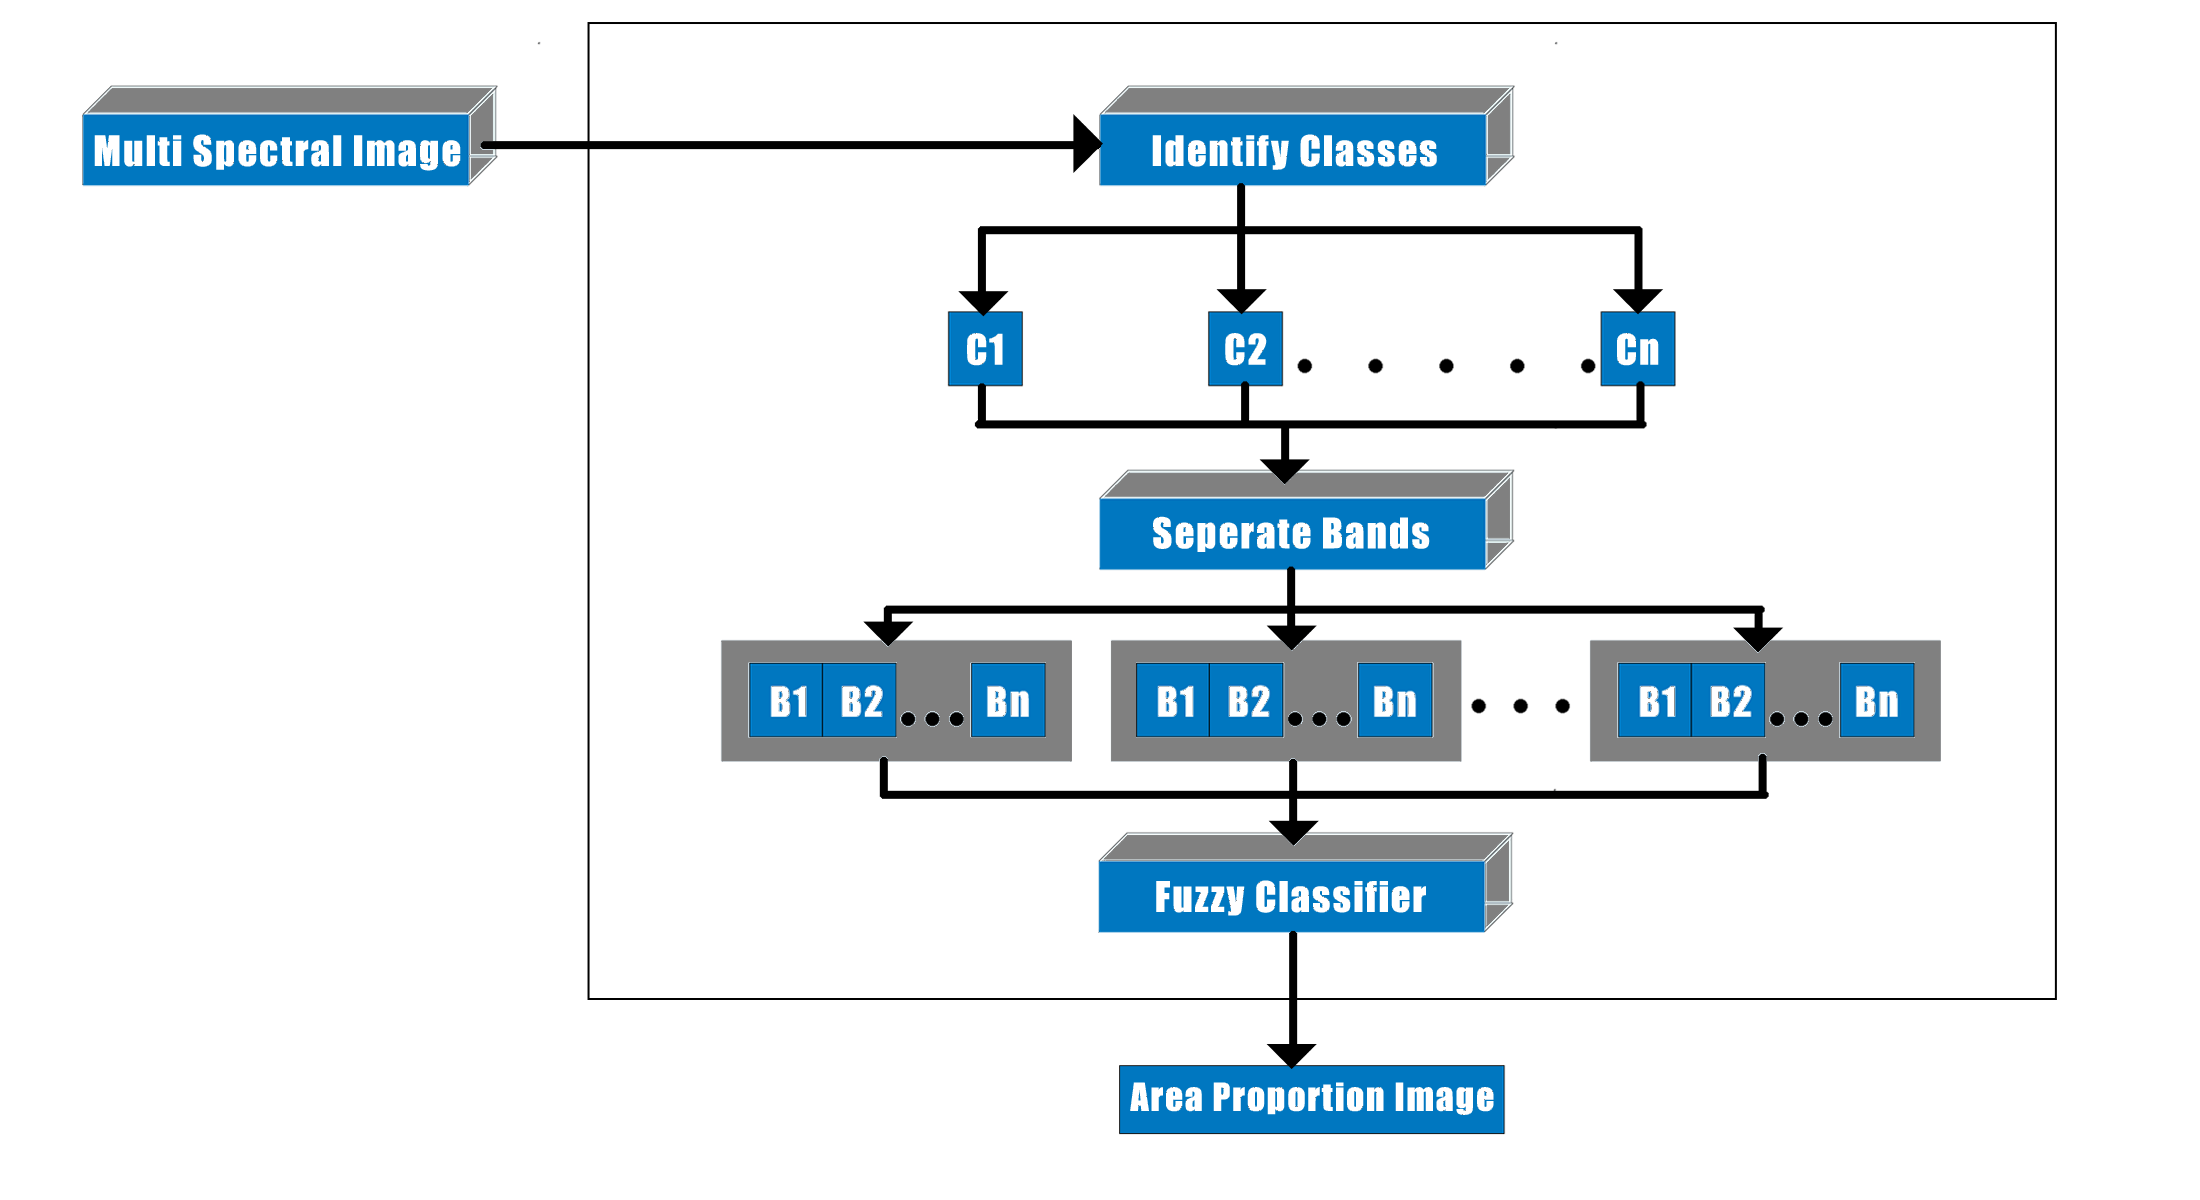 Multi Spectral Image
Identify Classes
C1
C2
Cn
Seperate Bands
B1 B2 Bn
B1 B2 Bn
B1 B2 Bn
Fuzzy Classifier
Area Proportion Image